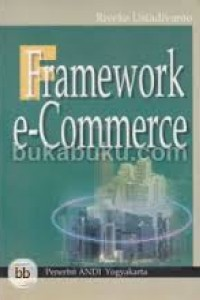 Riyeke Ustadiyanto
Framework
e-Commerce
bukabuku.com
bb
Penerbit ANDI Yogyakarta